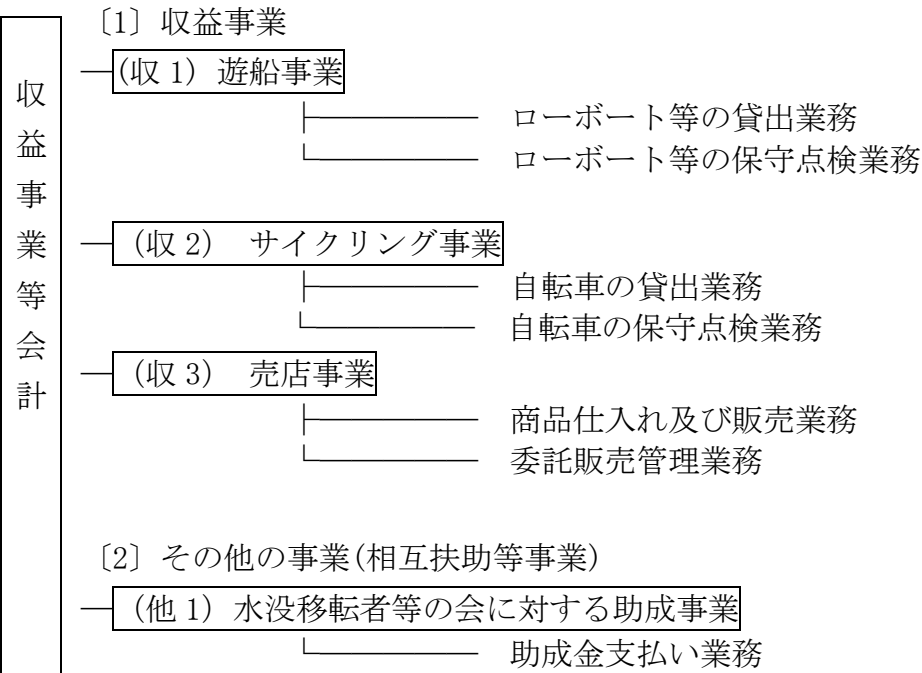 収益事業等会計
〔1〕収益事業
(収 1) 遊船事業
ローボート等の貸出業務
ローボート等の保守点検業務
(収 2) サイクリング事業
自転車の貸出業務
自転車の保守点検業務
(収 3) 売店事業
商品仕入れ及び販売業務
委託販売管理業務
〔2〕その他の事業(相互扶助等事業)
(他 1) 水没移転者等の会に対する助成事業
助成金支払い業務